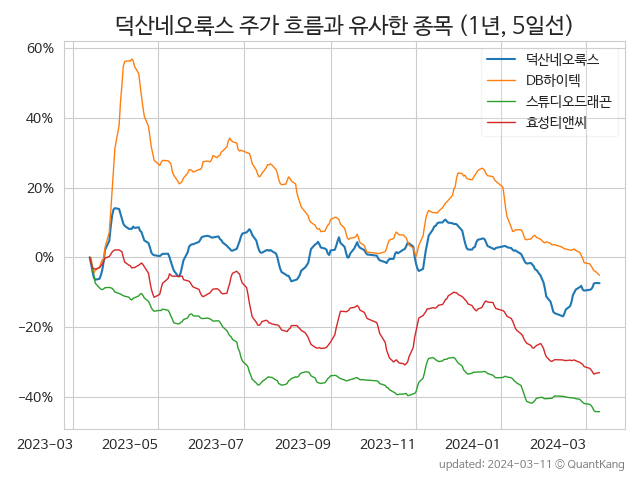 덕산네오룩스 주가 흐름과 유사한 종목 (1년, 5일선)
60%
40%
20%
0%
−20%
−40%
덕산네오룩스
DB하이텍
스튜디오드래곤
효성티앤씨
2023-03
2023-05
2023-07
2023-09
2023-11
2024-01
2024-03
updated: 2024-03-11 © QuantKang